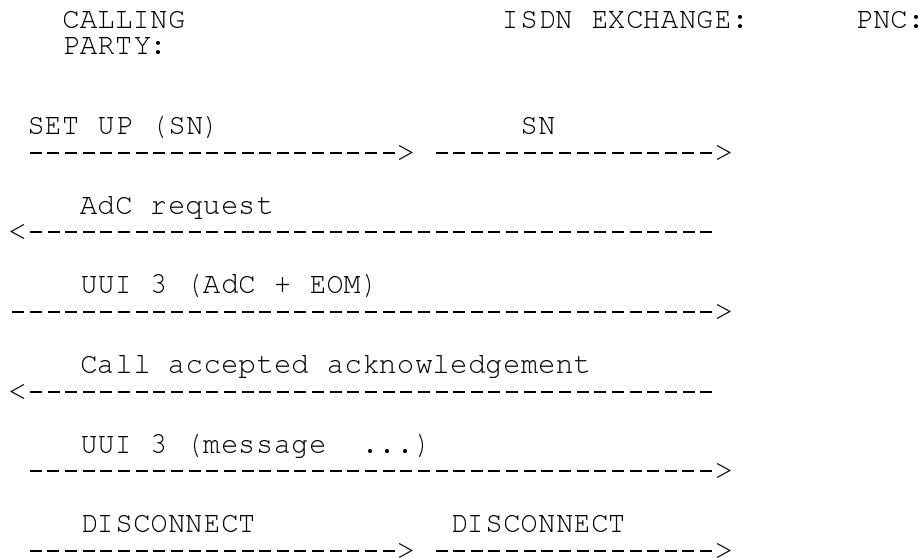 CALLING ISDN EXCHANGE: PNC:
PARTY:
SET UP (SN) SN
--------------------> ---------------->
AdC request
<---------------------------------------
UUI 3 (AdC + EOM)
---------------------------------------->
Call accepted acknowledgement
<---------------------------------------
UUI 3 (message ...)
--------------------------------------->
DISCONNECT DISCONNECT
--------------------> ---------------->